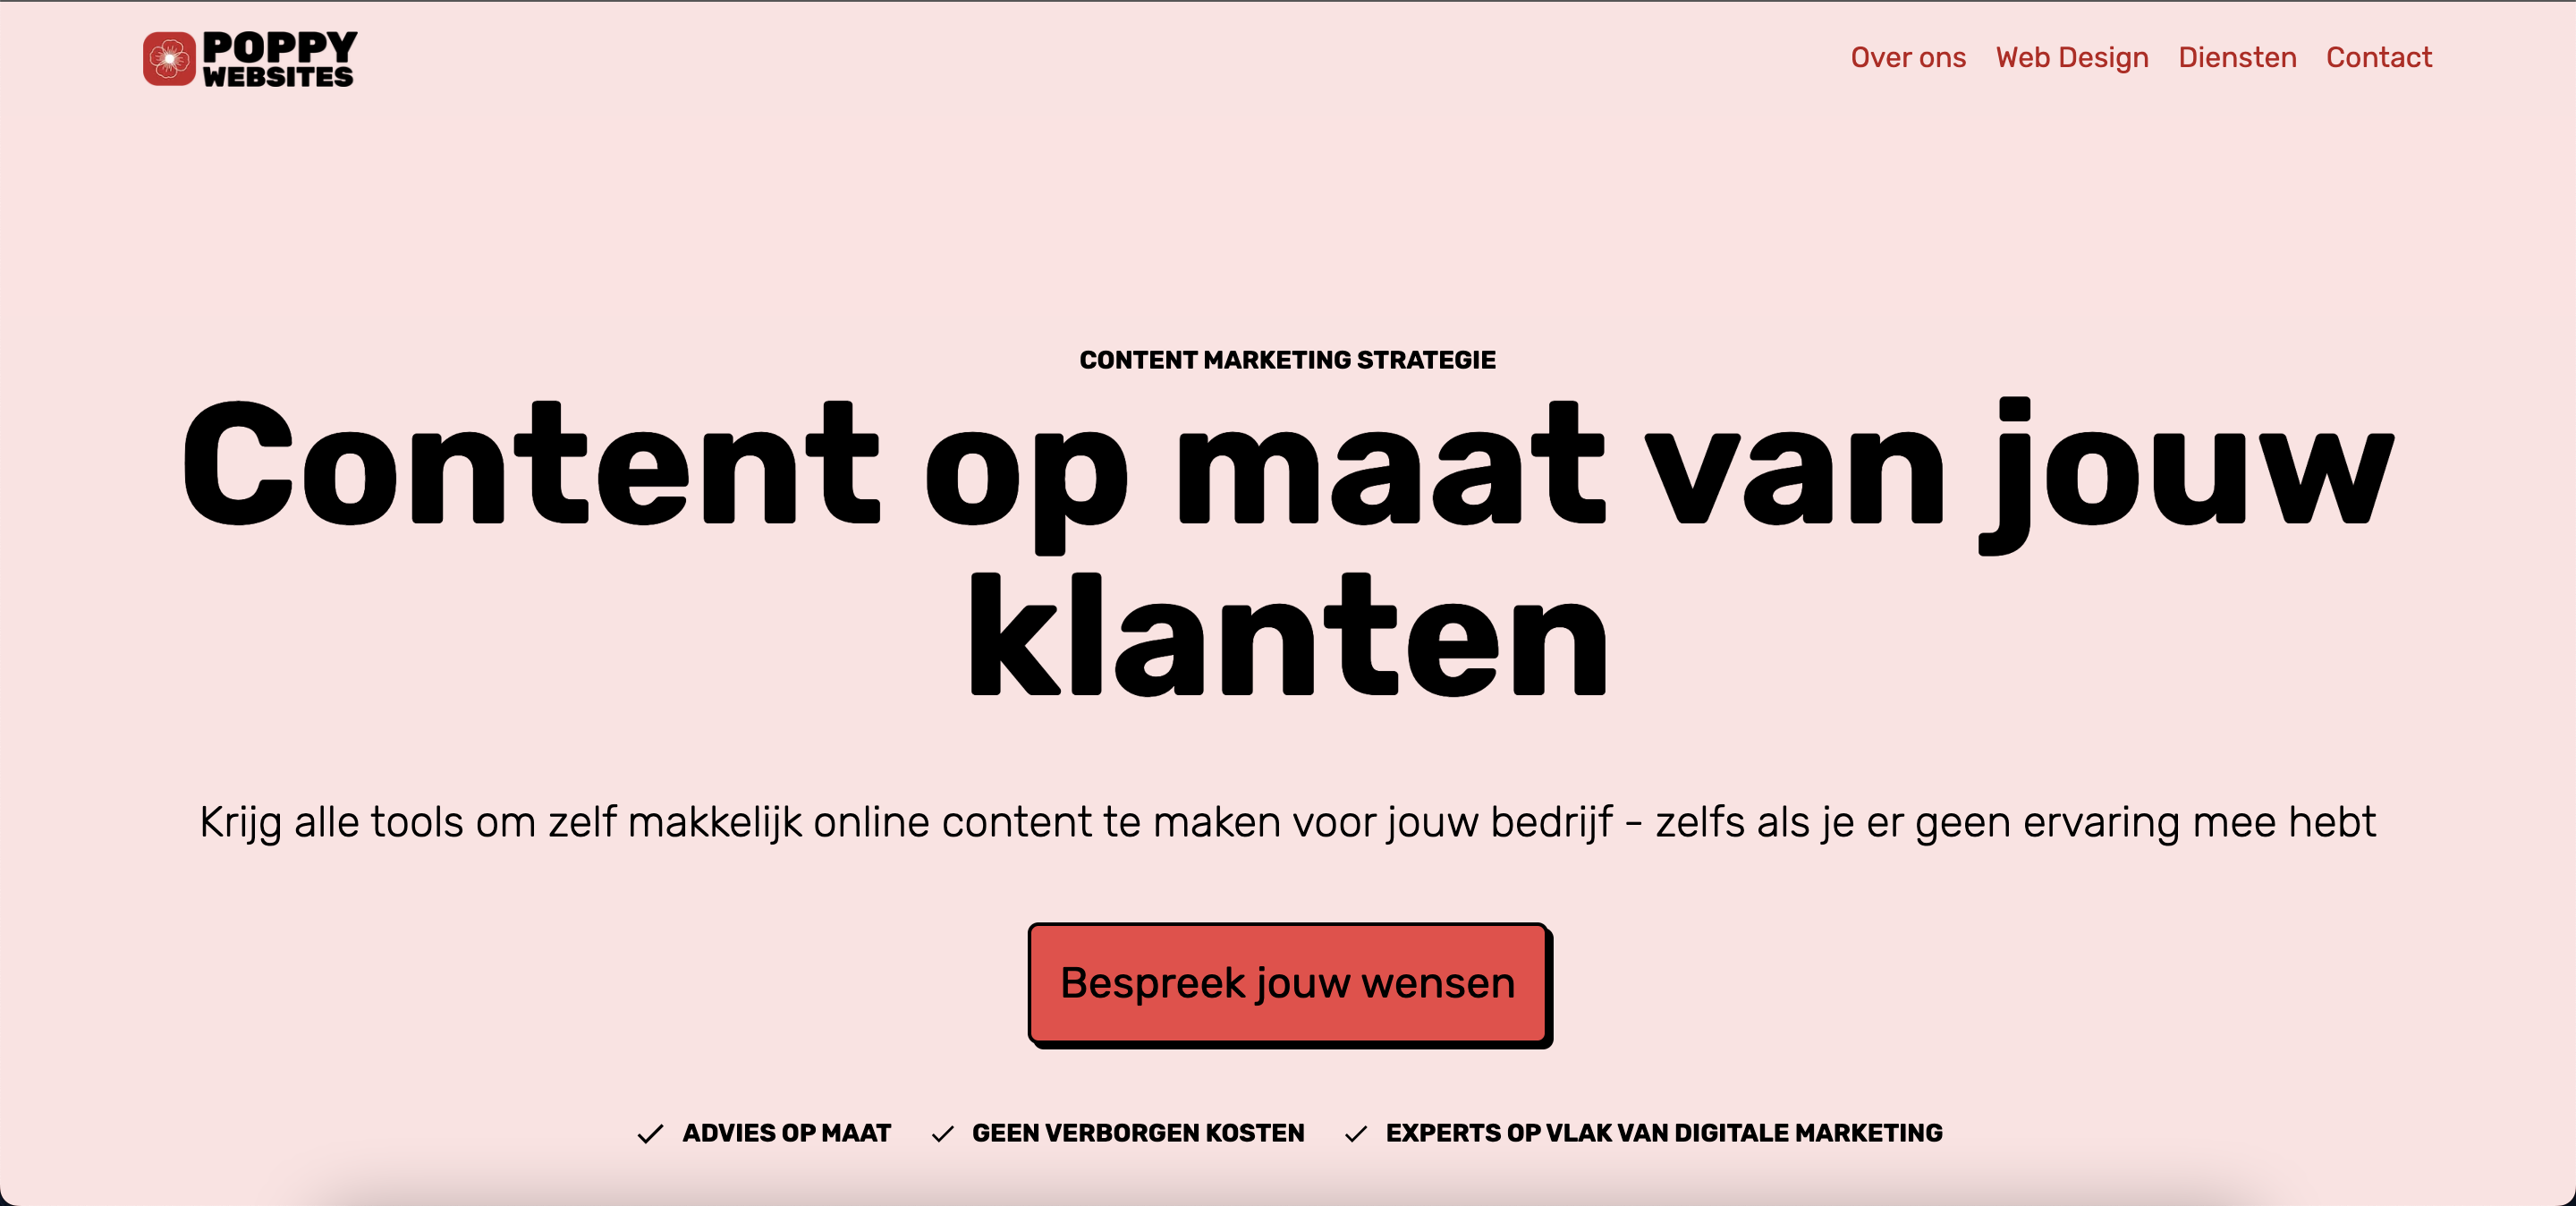 POPPY
WEBSITES
Over ons Web Design Diensten Contact
CONTENT MARKETING STRATEGIE
Content op maat van jouw
klanten
Krijg alle tools om zelf makkelijk online content te maken voor jouw bedrijf - zelfs als je er geen ervaring mee hebt
Bespreek jouw wensen
ADVIES OP MAAT GEEN VERBORGEN KOSTEN EXPERTS OP VLAK VAN DIGITALE MARKETING